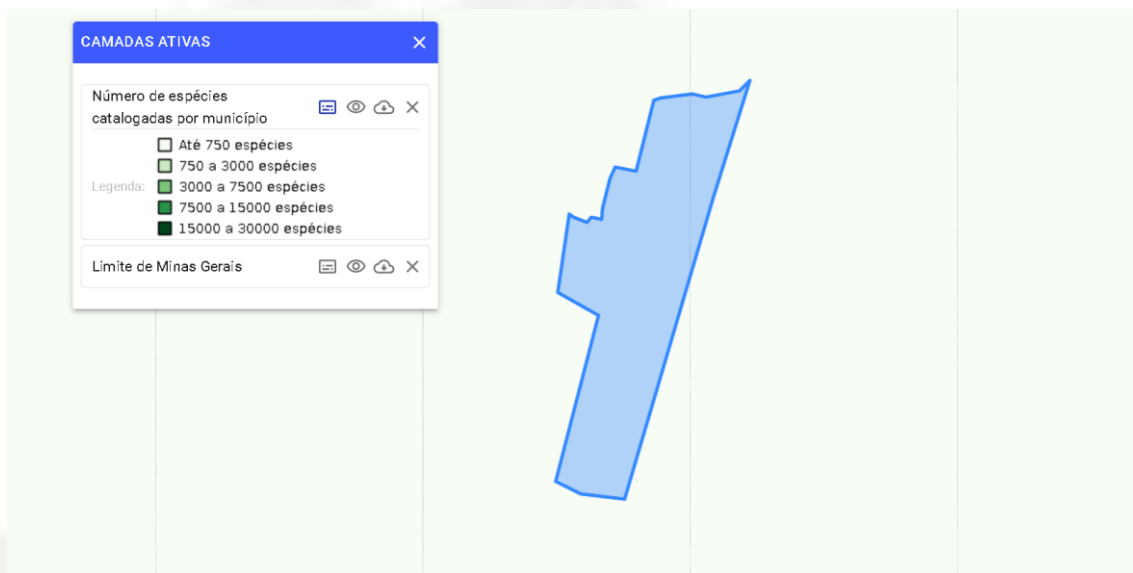 CAMADAS ATIVAS
Número de espécies
catalogadas por município
Legenda:
Até 750 espécies
750 a 3000 espécies
3000 a 7500 espécies
7500 a 15000 espécies
15000 a 30000 espécies
Limite de Minas Gerais